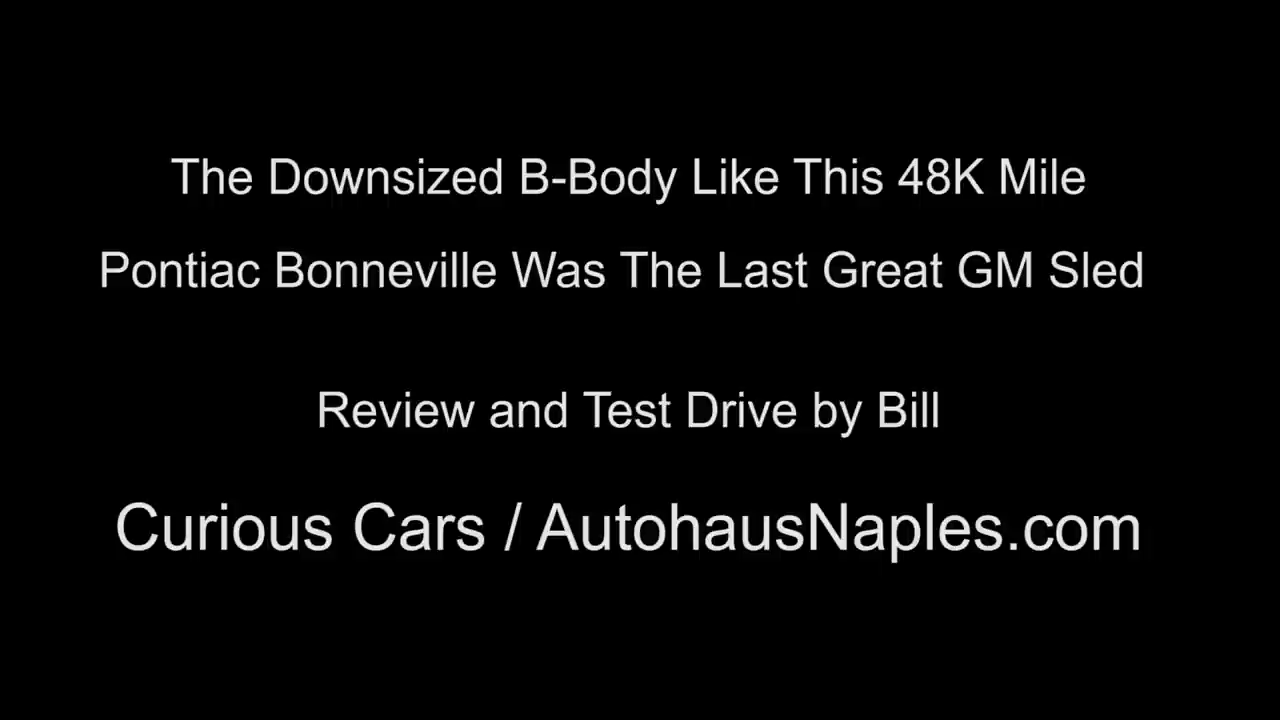 The Downsized B-Body Like This 48K Mile
Pontiac Bonneville Was The Last Great GM Sled
Review and Test Drive by Bill
Curious Cars / AutohausNaples.com